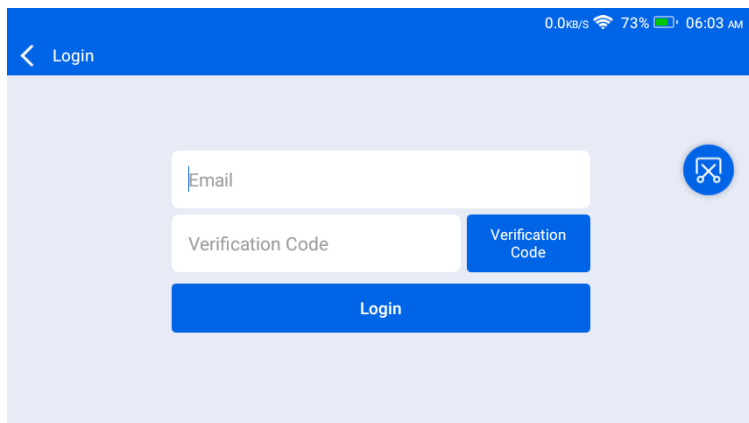 0.0KB/S 73% 06:03 AM
Login
Email
Verification Code
Verification
Code
Login